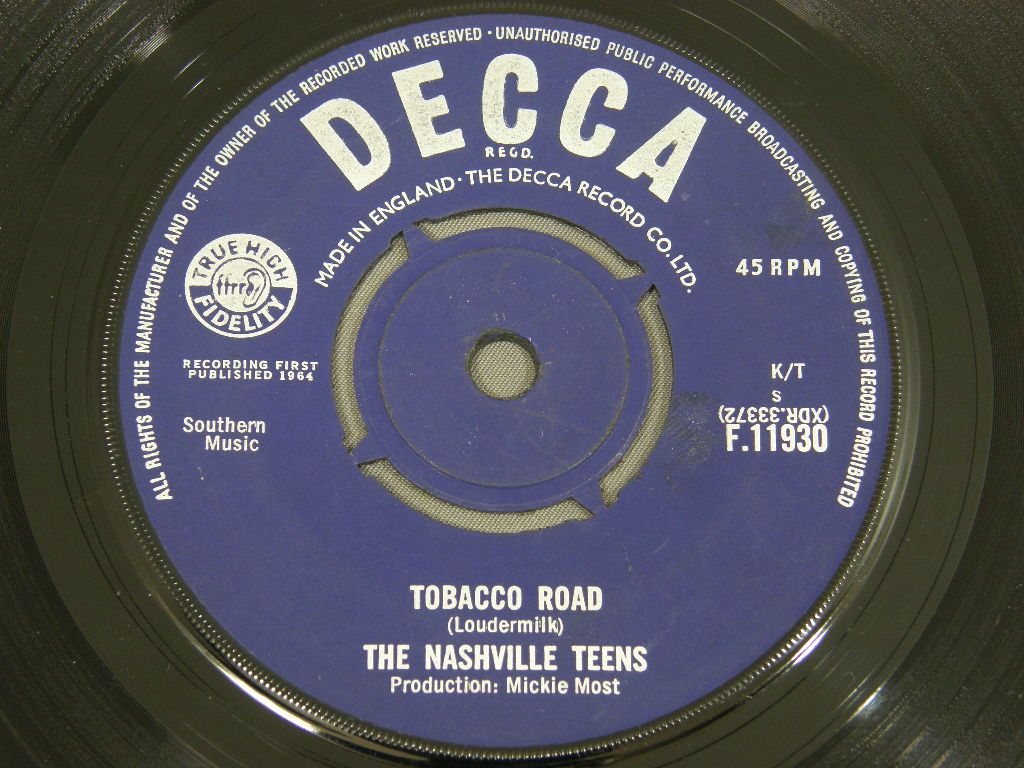 ALL RIGHTS OF THE MANUFACTURER AND OF THE OWNER OF THE RECORDED WORK RESERVED · UNAUTHORISED PUBLIC PERFORMANCE BROADCASTING AND COPYING OF THIS RECORD PROHIBITED
DECCA
REGD.
MADE IN ENGLAND · THE DECCA RECORD CO. LTD.
TRUE HIGH
ffrr
FIDELITY
45 RPM
RECORDING FIRST
PUBLISHED 1964
K/T
S
(XDR.33372)
F.11930
Southern
Music
TOBACCO ROAD
(Loudermilk)
THE NASHVILLE TEENS
Production: Mickie Most